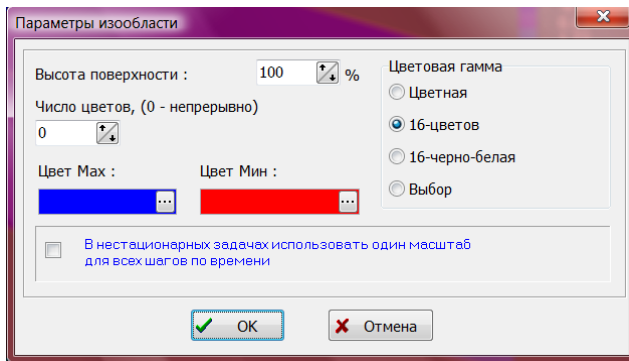 Параметры изообласти
Высота поверхности : 100 %
Число цветов, (0 - непрерывно)
0
Цвет Max : Цвет Мин :
Цветовая гамма
Цветная
16-цветов
16-черно-белая
Выбор
В нестационарных задачах использовать один масштаб
для всех шагов по времени
OK Отмена